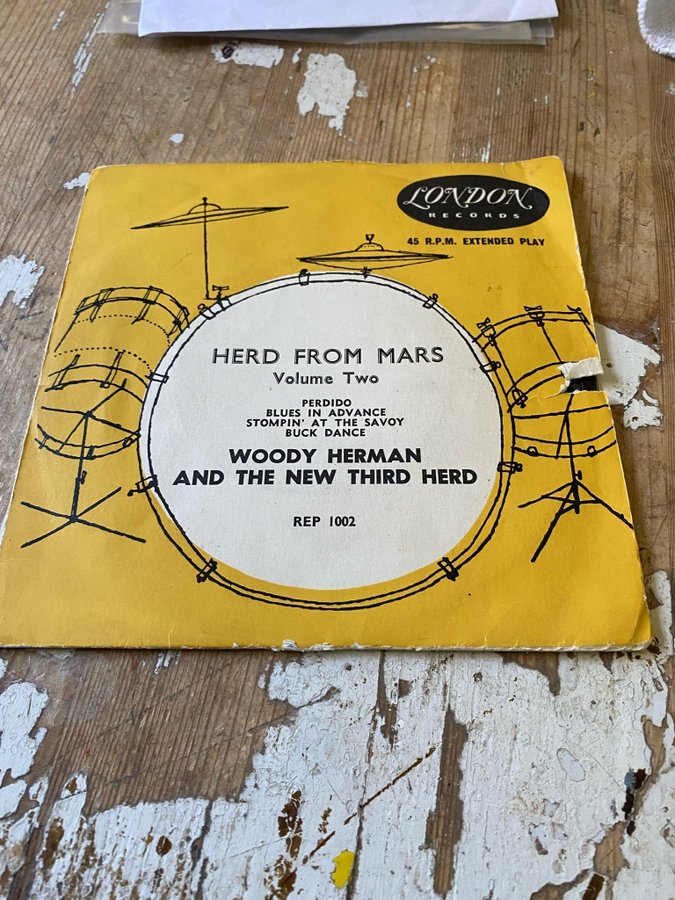 LONDON
RECORDS
45 R.P.M. EXTENDED PLAY
HERD FROM MARS
Volume Two
PERDIDO
BLUES IN ADVANCE
STOMPIN' AT THE SAVOY
BUCK DANCE
WOODY HERMAN
AND THE NEW THIRD HERD
REP 1002